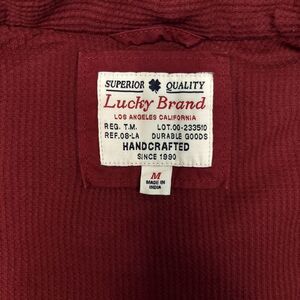 SUPERIOR QUALITY
Lucky Brand
LOS ANGELES CALIFORNIA
REG. T.M. LOT.00-233510
REF.08-LA DURABLE GOODS
HANDCRAFTED
SINCE 1990
M
MADE IN
INDIA